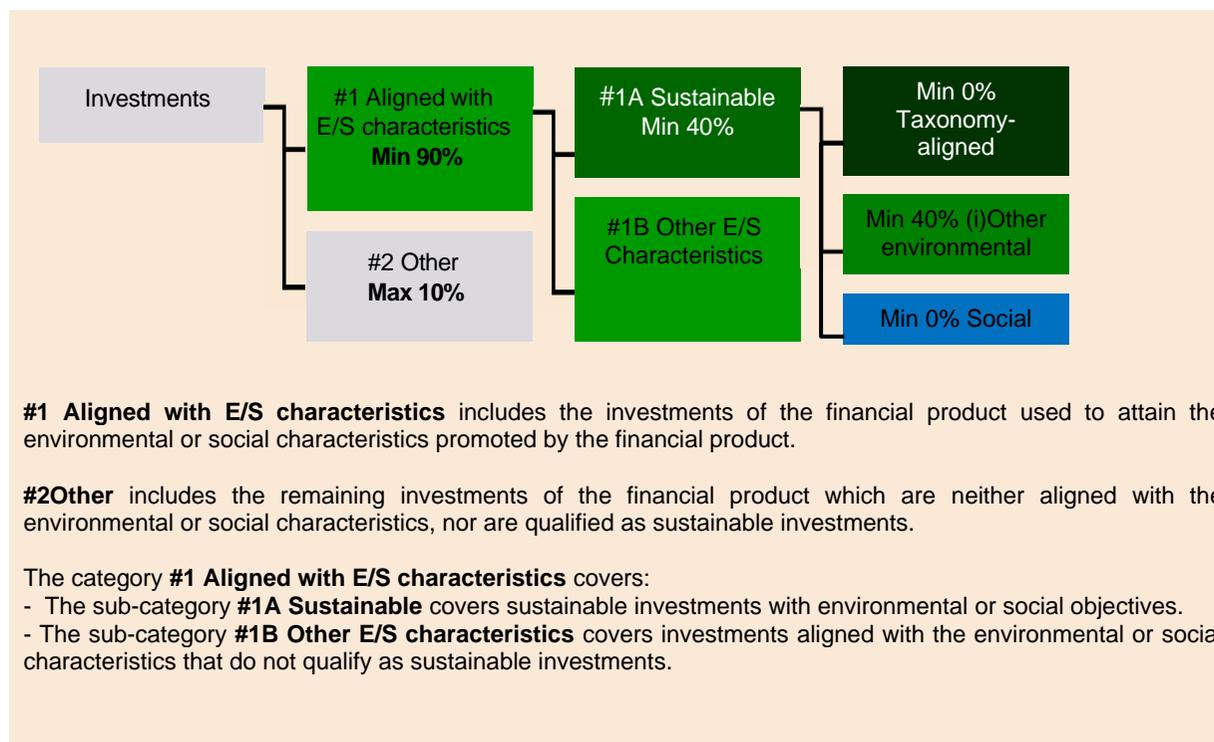 Investments
#1 Aligned with
E/S characteristics
Min 90%
#2 Other
Max 10%
#1A Sustainable
Min 40%
#1B Other E/S
Characteristics
Min 0%
Taxonomy-
aligned
Min 40% (i)Other
environmental
Min 0% Social
#1 Aligned with E/S characteristics includes the investments of the financial product used to attain the
environmental or social characteristics promoted by the financial product.
#2Other includes the remaining investments of the financial product which are neither aligned with the
environmental or social characteristics, nor are qualified as sustainable investments.
The category #1 Aligned with E/S characteristics covers:
- The sub-category #1A Sustainable covers sustainable investments with environmental or social objectives.
- The sub-category #1B Other E/S characteristics covers investments aligned with the environmental or socia
characteristics that do not qualify as sustainable investments.